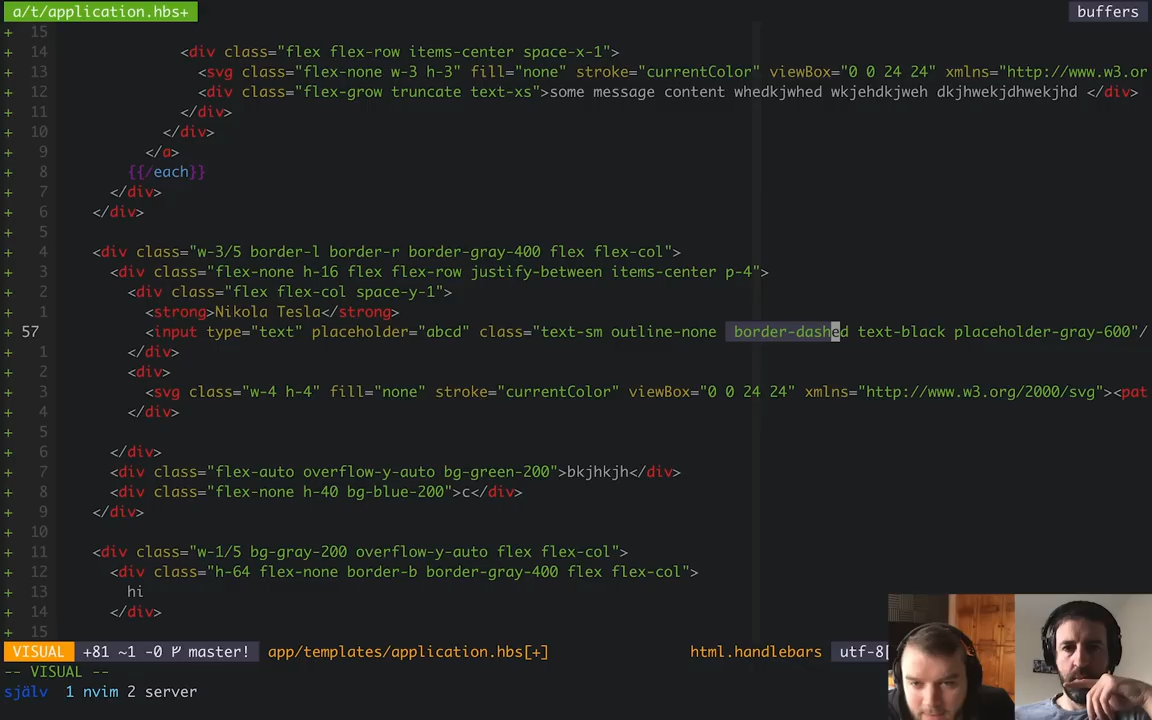 a/t/application.hbs+ buffers
+ 15
+ 14 <div class="flex flex-row items-center space-x-1">
+ 13 <svg class="flex-none w-3 h-3" fill="none" stroke="currentColor" viewBox="0 0 24 24" xmlns="http://www.w3.or
+ 12 <div class="flex-grow truncate text-xs">some message content whedkjwhed wkjehdkjweh dkjhwekjdhwekjhd </div>
+ 11 </div>
+ 10 </div>
+ 9 </a>
+ 8 {{/each}}
+ 7 </div>
+ 6 </div>
+ 5
+ 4 <div class="w-3/5 border-l border-r border-gray-400 flex flex-col">
+ 3 <div class="flex-none h-16 flex flex-row justify-between items-center p-4">
+ 2 <div class="flex flex-col space-y-1">
+ 1 <strong>Nikola Tesla</strong>
+ 57 <input type="text" placeholder="abcd" class="text-sm outline-none border-dashed text-black placeholder-gray-600"/
+ 1 </div>
+ 2 <div>
+ 3 <svg class="w-4 h-4" fill="none" stroke="currentColor" viewBox="0 0 24 24" xmlns="http://www.w3.org/2000/svg"><pat
+ 4 </div>
+ 5
+ 6 </div>
+ 7 <div class="flex-auto overflow-y-auto bg-green-200">bkjhkjh</div>
+ 8 <div class="flex-none h-40 bg-blue-200">c</div>
+ 9 </div>
+ 10
+ 11 <div class="w-1/5 bg-gray-200 overflow-y-auto flex flex-col">
+ 12 <div class="h-64 flex-none border-b border-gray-400 flex flex-col">
+ 13 hi
+ 14 </div>
+ 15
VISUAL +81 ~1 -0 master! app/templates/application.hbs[+] html.handlebars utf-8[
-- VISUAL --
själv 1 nvim 2 server